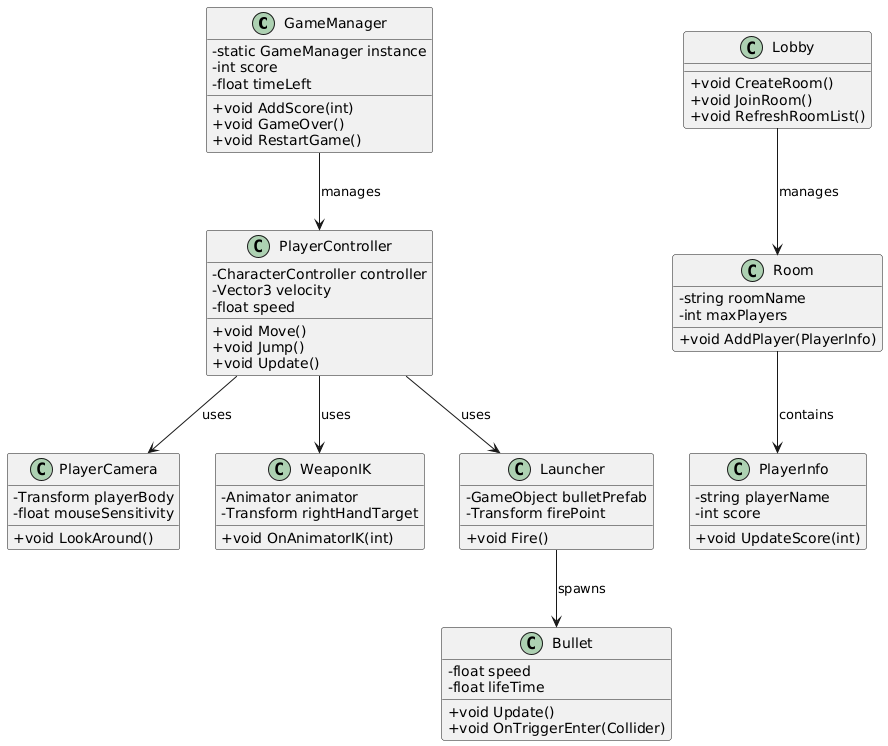 C GameManager
-static GameManager instance
-int score
-float timeLeft
+void AddScore(int)
+void GameOver()
+void RestartGame()
C Lobby
+void CreateRoom()
+void JoinRoom()
+void RefreshRoomList()
manages
manages
C PlayerController
-CharacterController controller
-Vector3 velocity
-float speed
+void Move()
+void Jump()
+void Update()
C Room
-string roomName
-int maxPlayers
+void AddPlayer(PlayerInfo)
uses
uses
uses
contains
C PlayerCamera
-Transform playerBody
-float mouseSensitivity
+void LookAround()
C WeaponIK
-Animator animator
-Transform rightHandTarget
+void OnAnimatorIK(int)
C Launcher
-GameObject bulletPrefab
-Transform firePoint
+void Fire()
C PlayerInfo
-string playerName
-int score
+void UpdateScore(int)
spawns
C Bullet
-float speed
-float lifeTime
+void Update()
+void OnTriggerEnter(Collider)